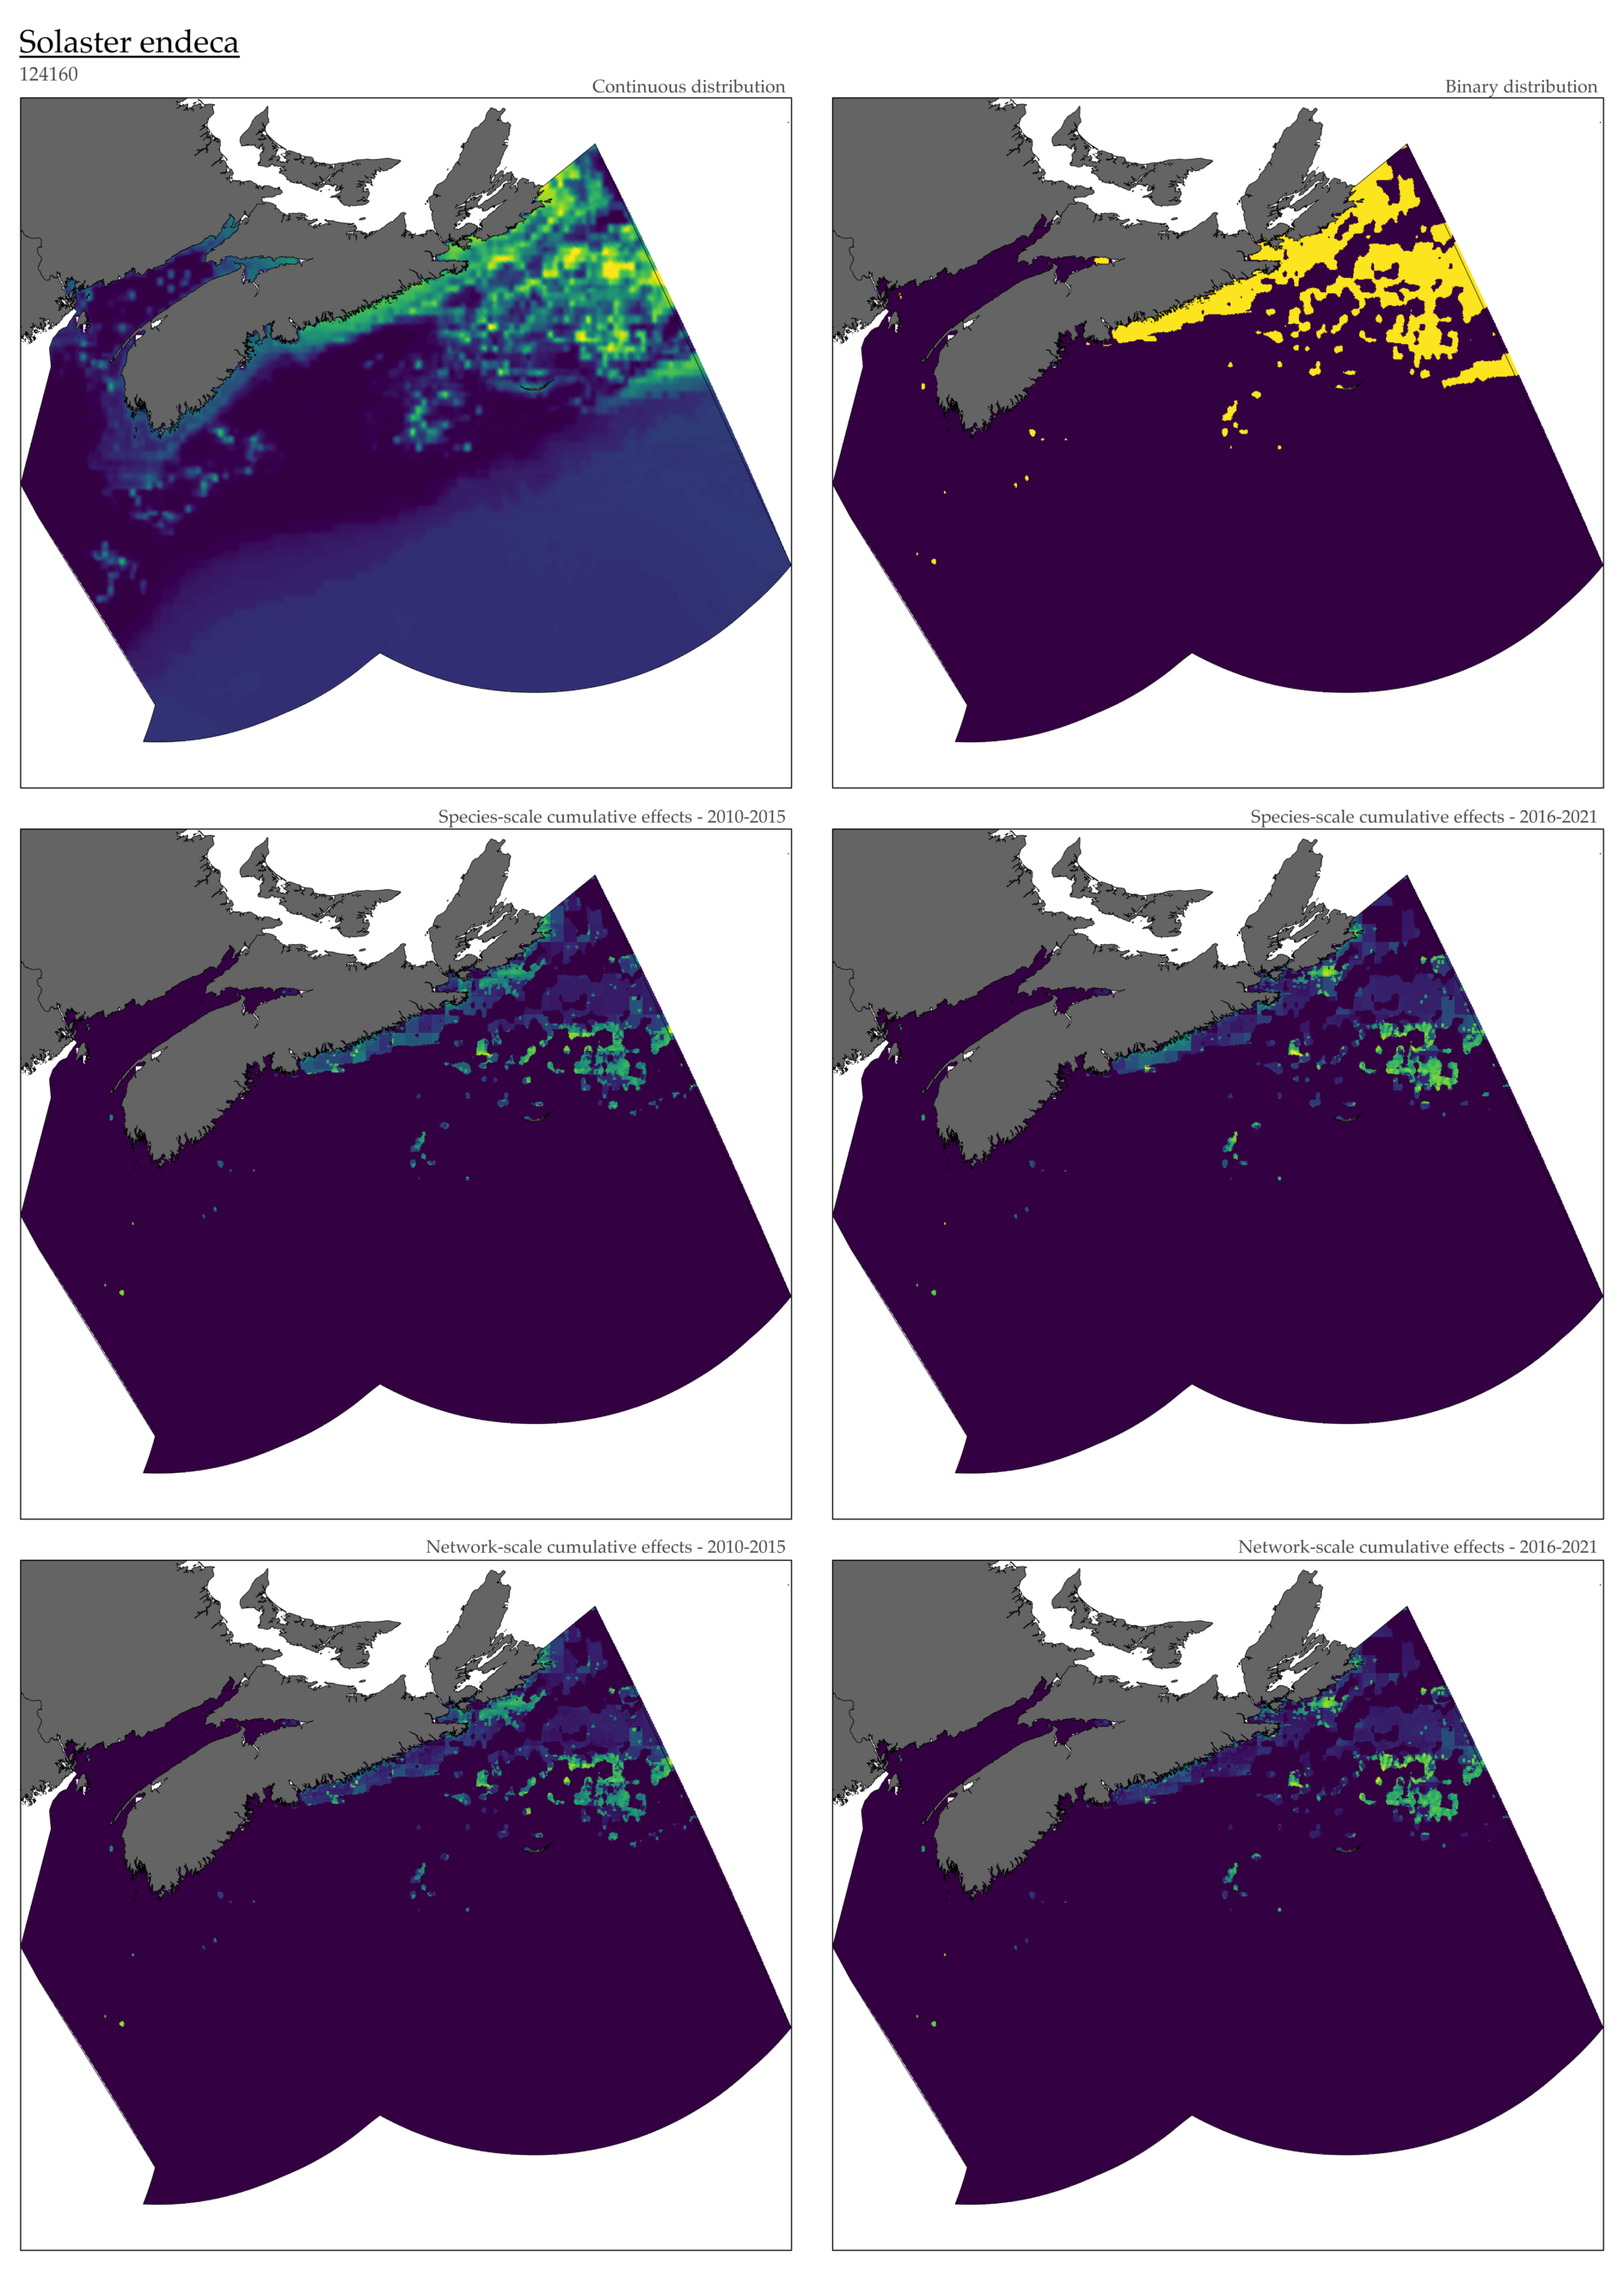 Solaster endeca
124160
Continuous distribution
Binary distribution
Species-scale cumulative effects - 2010-2015
Species-scale cumulative effects - 2016-2021
Network-scale cumulative effects - 2010-2015
Network-scale cumulative effects - 2016-2021